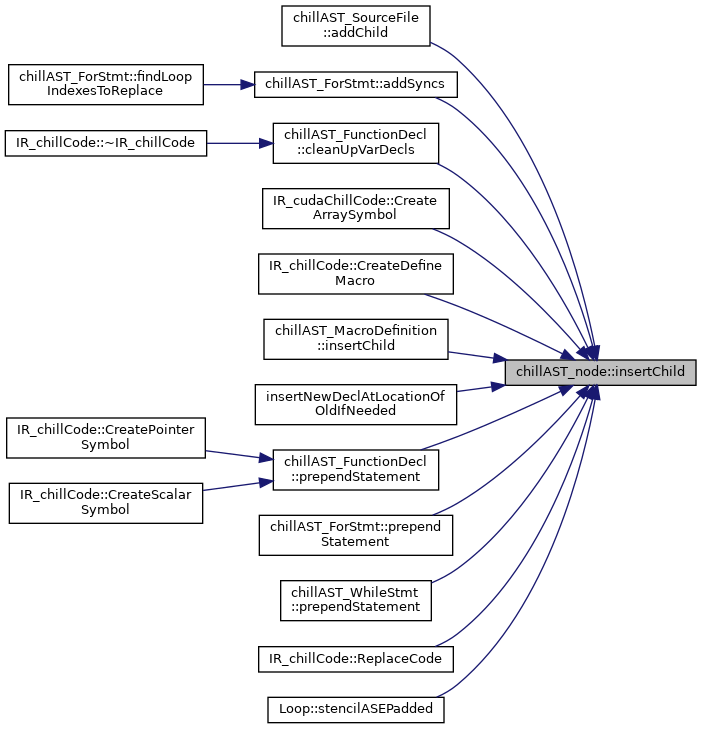 chillAST_SourceFile
::addChild
chillAST_ForStmt::findLoop
IndexesToReplace
chillAST_ForStmt::addSyncs
IR_chillCode::~IR_chillCode
chillAST_FunctionDecl
::cleanUpVarDecls
IR_cudaChillCode::Create
ArraySymbol
IR_chillCode::CreateDefine
Macro
chillAST_MacroDefinition
::insertChild
chillAST_node::insertChild
insertNewDeclAtLocationOf
OldIfNeeded
IR_chillCode::CreatePointer
Symbol
chillAST_FunctionDecl
::prependStatement
IR_chillCode::CreateScalar
Symbol
chillAST_ForStmt::prepend
Statement
chillAST_WhileStmt
::prependStatement
IR_chillCode::ReplaceCode
Loop::stencilASEPadded